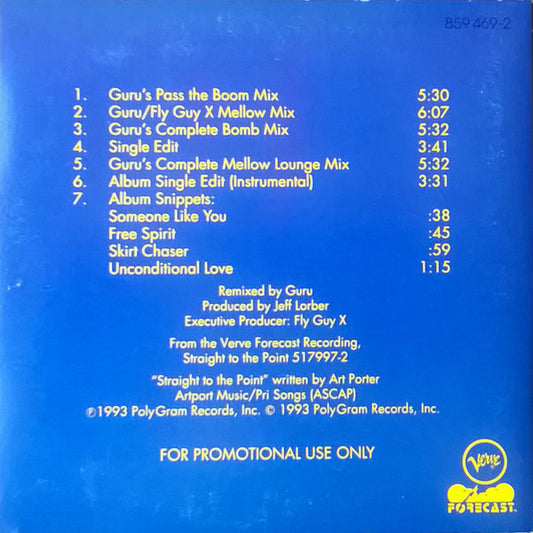 859 469-2
1. Guru's Pass the Boom Mix 5:30
2. Guru/Fly Guy X Mellow Mix 6:07
3. Guru's Complete Bomb Mix 5:32
4. Single Edit 3:41
5. Guru's Complete Mellow Lounge Mix 5:32
6. Album Single Edit (Instrumental) 3:31
7. Album Snippets:
Someone Like You :38
Free Spirit :45
Skirt Chaser :59
Unconditional Love 1:15
Remixed by Guru
Produced by Jeff Lorber
Executive Producer: Fly Guy X
From the Verve Forecast Recording,
Straight to the Point 517997-2
"Straight to the Point" written by Art Porter
Artport Music/Pri Songs (ASCAP)
℗1993 PolyGram Records, Inc. © 1993 PolyGram Records, Inc.
FOR PROMOTIONAL USE ONLY
Verve
FORECAST